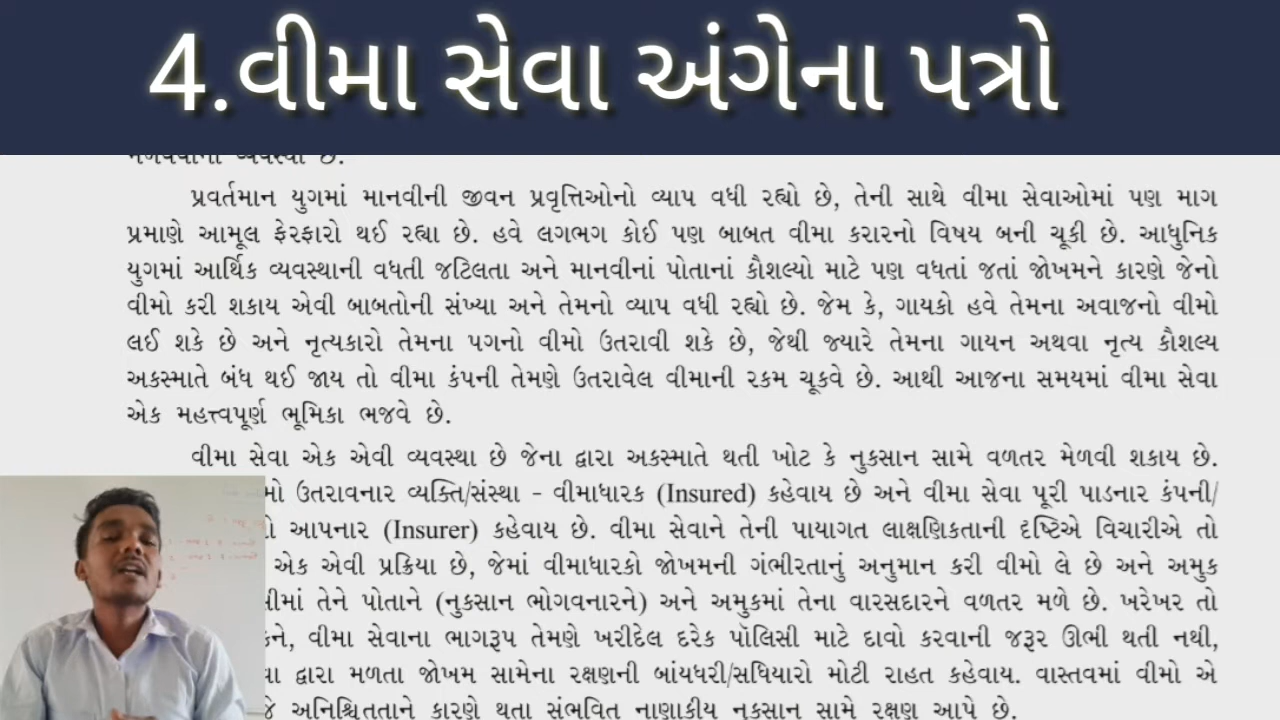 4.વીમા સેવા અંગેના પત્રો
વ્યવસ્થા છે.
પ્રવર્તમાન યુગમાં માનવીની જીવન પ્રવૃત્તિઓનો વ્યાપ વધી રહ્યો છે, તેની સાથે વીમા સેવાઓમાં પણ માગ
પ્રમાણે આમૂલ ફેરફારો થઈ રહ્યા છે. હવે લગભગ કોઈ પણ બાબત વીમા કરારનો વિષય બની ચૂકી છે. આધુનિક
યુગમાં આર્થિક વ્યવસ્થાની વધતી જટિલતા અને માનવીનાં પોતાનાં કૌશલ્યો માટે પણ વધતાં જતાં જોખમને કારણે જેનો
વીમો કરી શકાય એવી બાબતોની સંખ્યા અને તેમનો વ્યાપ વધી રહ્યો છે. જેમ કે, ગાયકો હવે તેમના અવાજનો વીમો
લઈ શકે છે અને નૃત્યકારો તેમના પગનો વીમો ઉતરાવી શકે છે, જેથી જ્યારે તેમના ગાયન અથવા નૃત્ય કૌશલ્ય
અકસ્માતે બંધ થઈ જાય તો વીમા કંપની તેમણે ઉતરાવેલ વીમાની રકમ ચૂકવે છે. આથી આજના સમયમાં વીમા સેવા
એક મહત્ત્વપૂર્ણ ભૂમિકા ભજવે છે.
વીમા સેવા એક એવી વ્યવસ્થા છે જેના દ્વારા અકસ્માતે થતી ખોટ કે નુકસાન સામે વળતર મેળવી શકાય છે.
મો ઉતરાવનાર વ્યક્તિ/સંસ્થા - વીમાધારક (Insured) કહેવાય છે અને વીમા સેવા પૂરી પાડનાર કંપની/
આપનાર (Insurer) કહેવાય છે. વીમા સેવાને તેની પાયાગત લાક્ષણિકતાની દૃષ્ટિએ વિચારીએ તો
એક એવી પ્રક્રિયા છે, જેમાં વીમાધારકો જોખમની ગંભીરતાનું અનુમાન કરી વીમો લે છે અને અમુક
સીમાં તેને પોતાને (નુકસાન ભોગવનારને) અને અમુકમાં તેના વારસદારને વળતર મળે છે. ખરેખર તો
કને, વીમા સેવાના ભાગરૂપ તેમણે ખરીદેલ દરેક પૉલિસી માટે દાવો કરવાની જરૂર ઊભી થતી નથી,
વા દ્વારા મળતા જોખમ સામેના રક્ષણની બાંયધરી/સધિયારો મોટી રાહત કહેવાય. વાસ્તવમાં વીમો એ
જે અનિશ્ચિતતાને કારણે થતા સંભવિત નાણાકીય નુકસાન સામે રક્ષણ આપે છે.